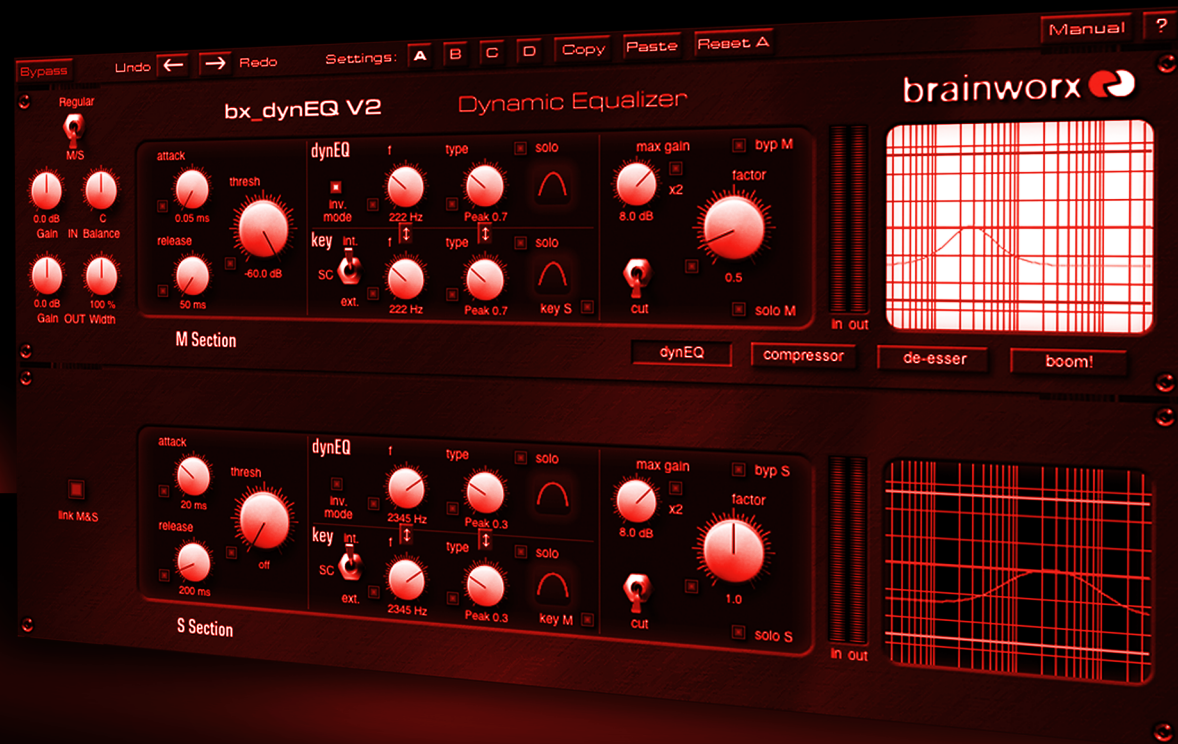 Bypass Undo ← → Redo Settings: A B C D Copy Paste Reset A Manual ?
Regular
M/S
0.0 dB C
Gain IN Balance
0.0 dB 100 %
Gain OUT Width
bx_dynEQ V2 Dynamic Equalizer brainworx
attack
0.05 ms
thresh
-60.0 dB
release
50 ms
dynEQ f type solo
inv.
mode
222 Hz Peak 0.7
key int. f type solo
SC
ext.
222 Hz Peak 0.7 key S
max gain byp M
x2
8.0 dB
factor
0.5
cut solo M
In out
M Section
dynEQ compressor de-esser boom!
link M&S
attack
20 ms
thresh
off
release
200 ms
dynEQ f type solo
inv.
mode
2345 Hz Peak 0.3
key int. f type solo
SC
ext.
2345 Hz Peak 0.3 key M
max gain byp S
x2
8.0 dB
factor
1.0
cut solo S
In out
S Section